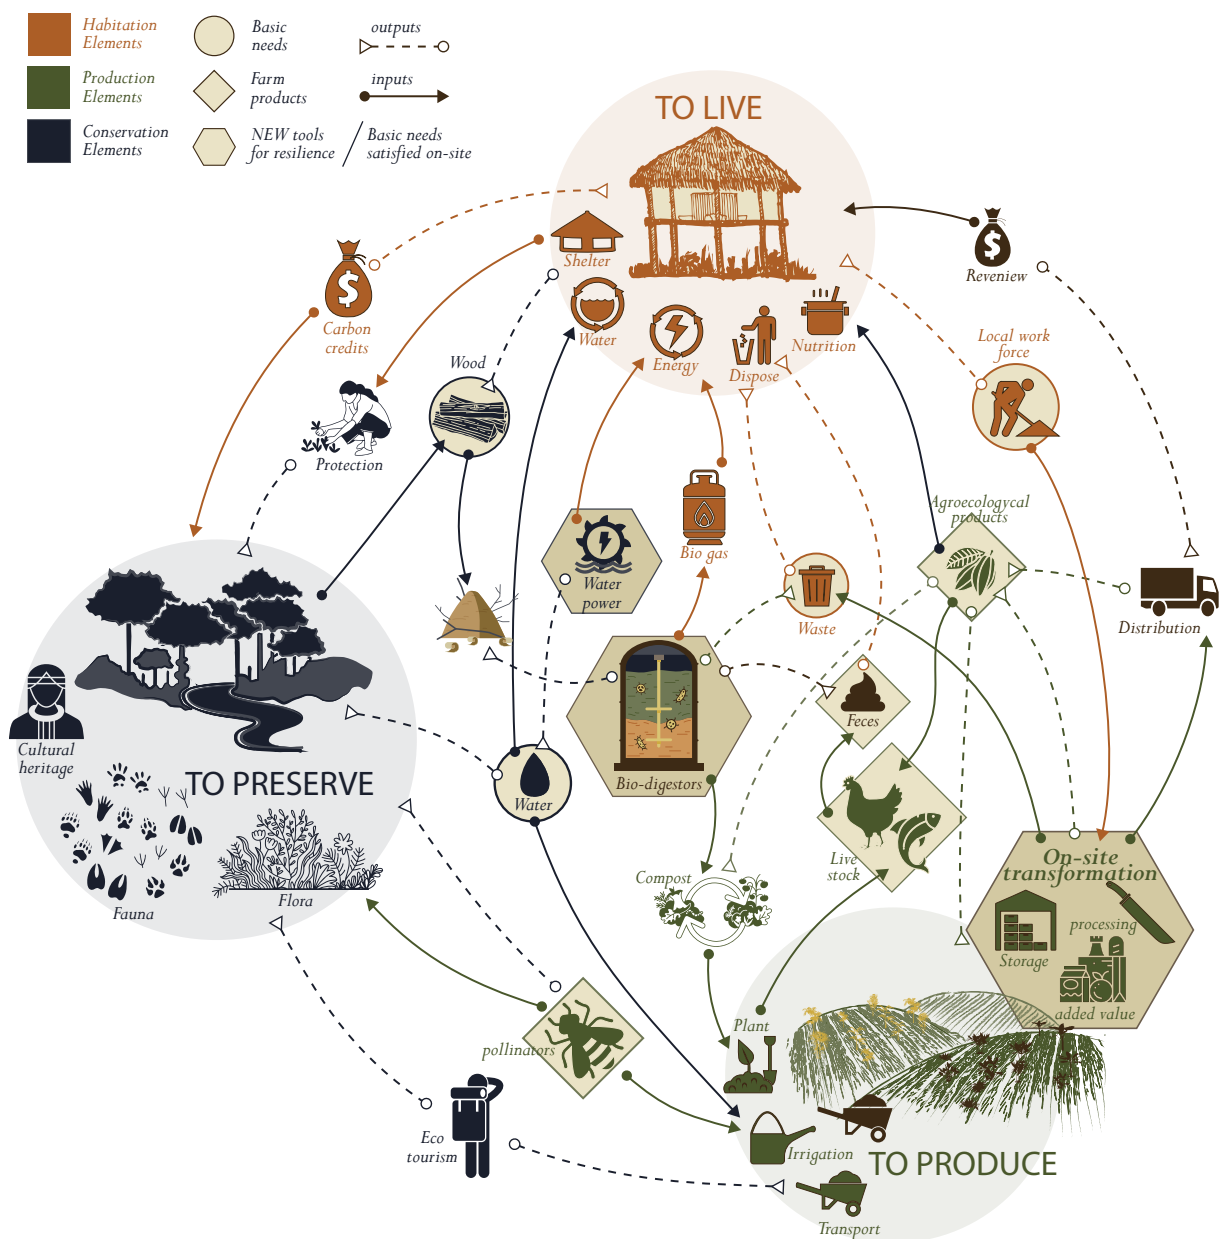 Habitation
Elements
Production
Elements
Conservation
Elements
Basic
needs
Farm
products
NEW tools
for resilience
outputs
inputs
Basic needs
satisfied on-site
TO LIVE
Shelter
Water
Energy
Dispose
Nutrition
$
Reveniew
$
Carbon
credits
Local work
force
Wood
Protection
Agroecologycal
products
Bio gas
Water
power
Waste
Distribution
Feces
Cultural
heritage
TO PRESERVE
Water
Bio-digestors
Live
stock
On-site
transformation
Compost
Flora
Fauna
processing
Storage
added value
Plant
pollinators
Eco
tourism
Irrigation
TO PRODUCE
Transport